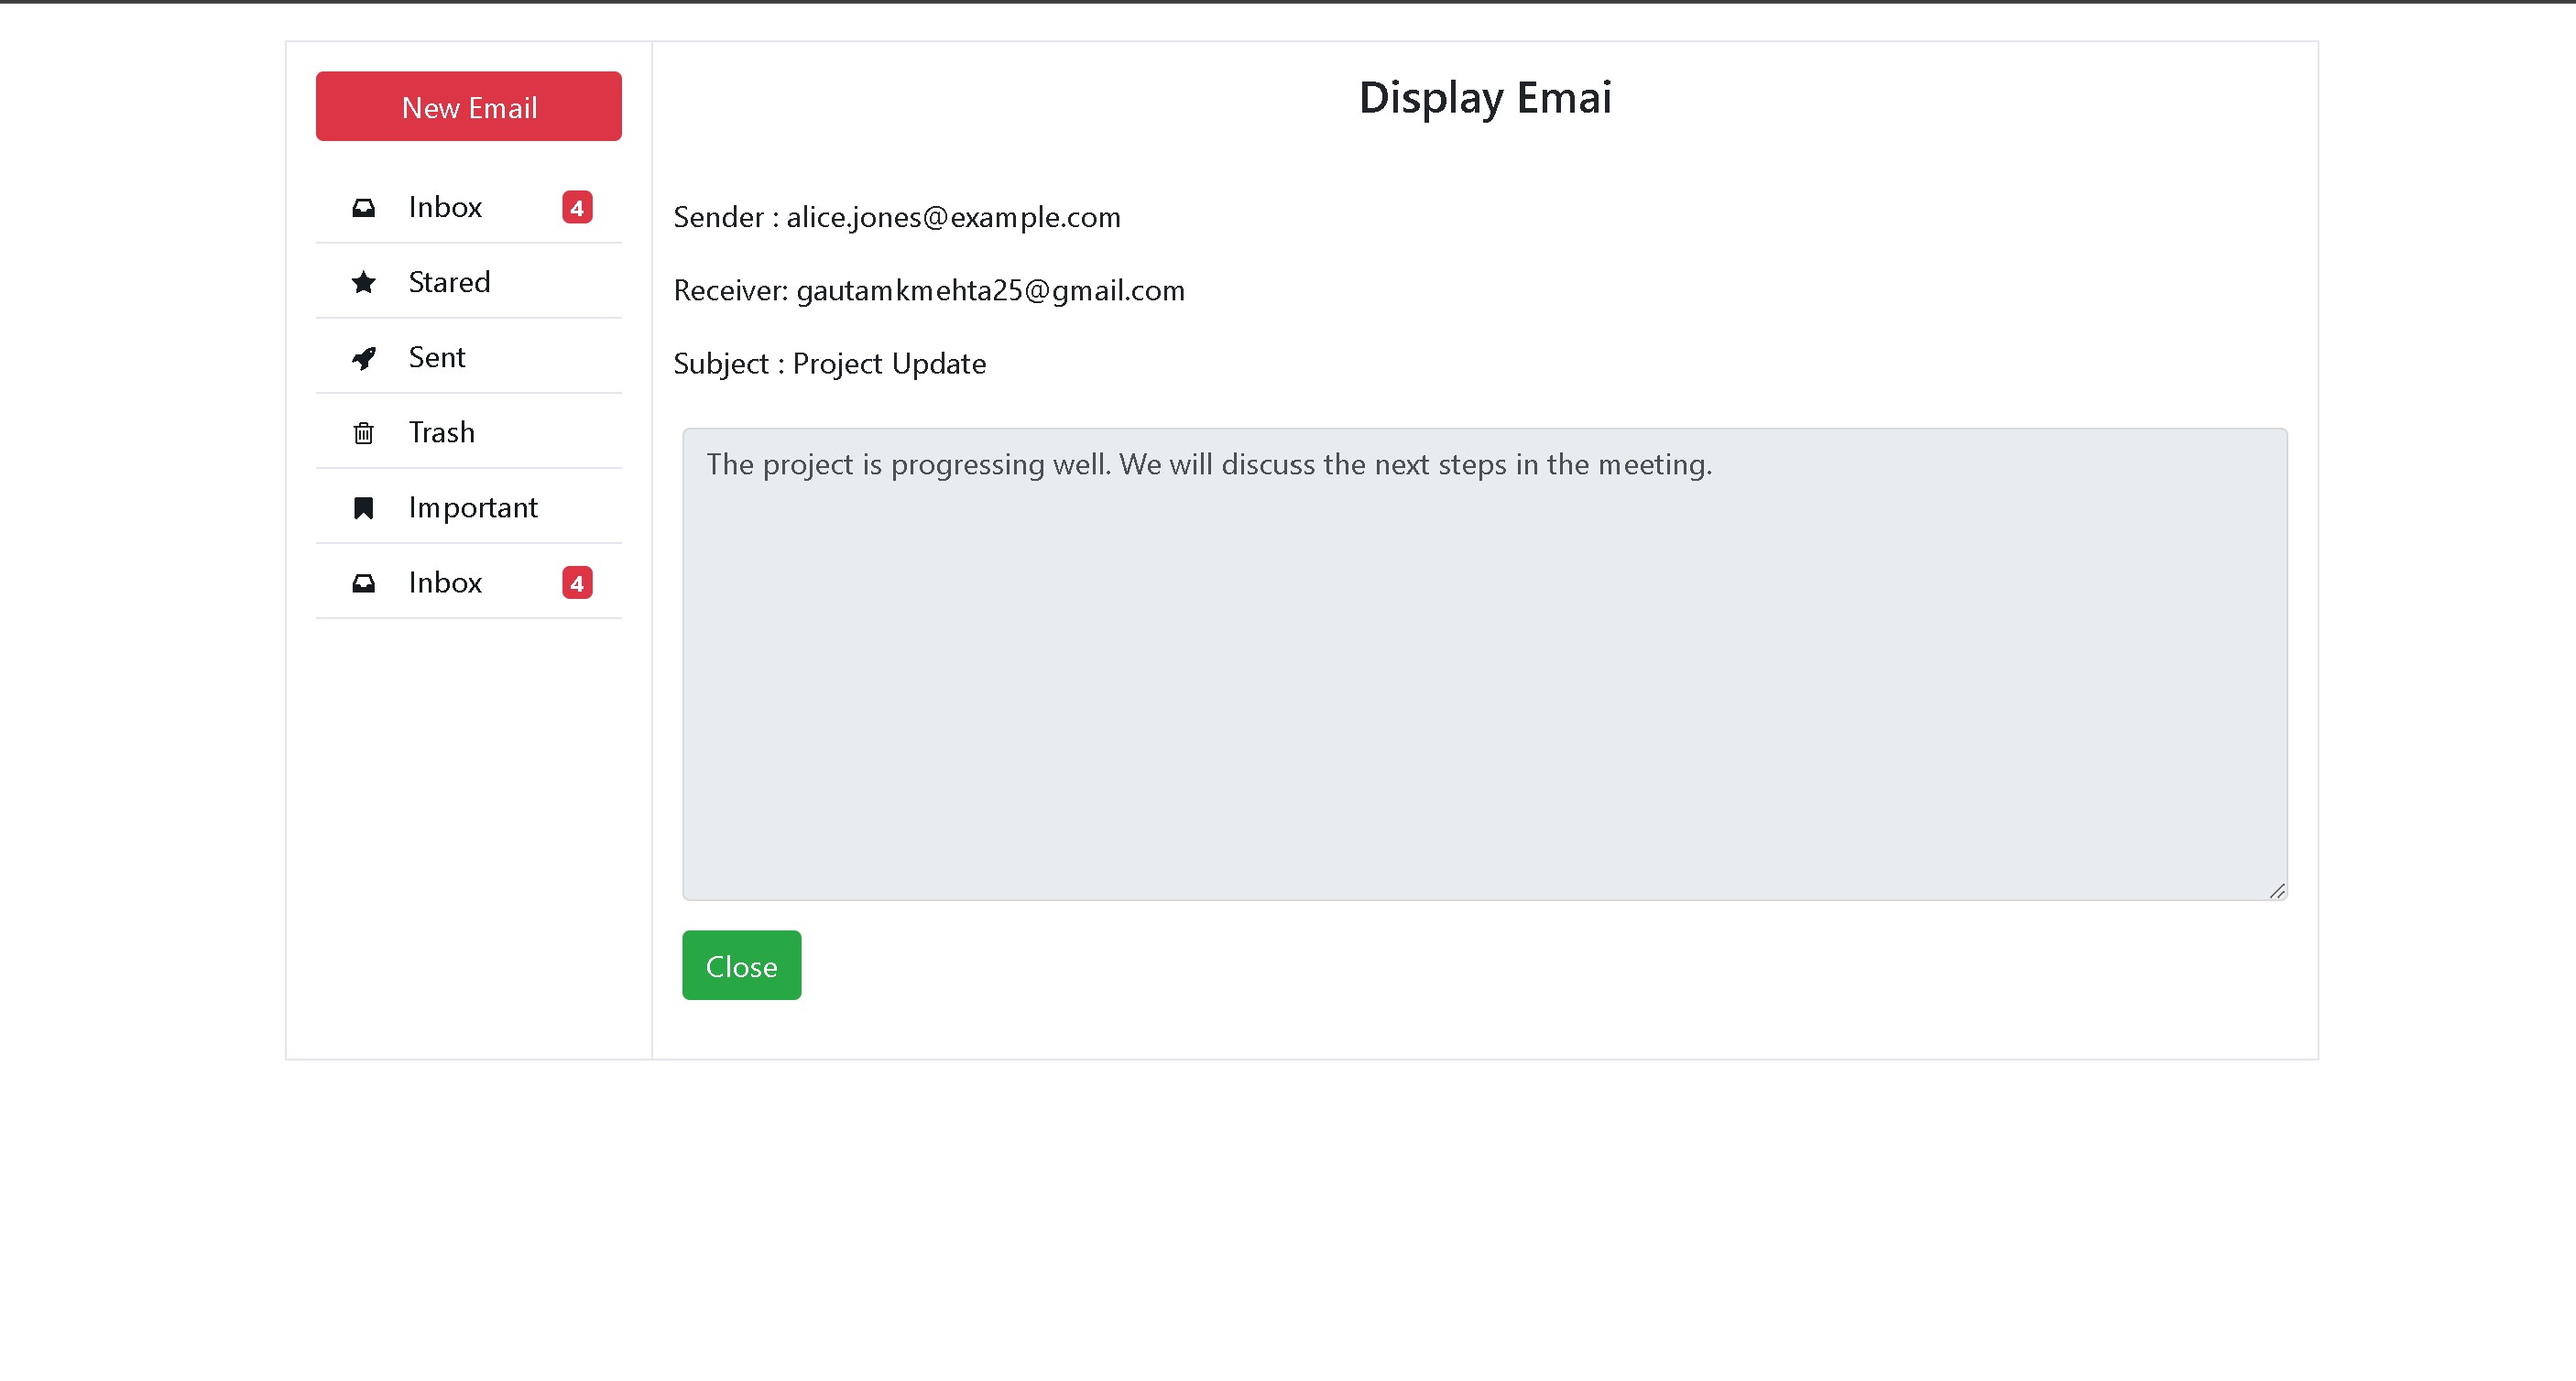 New Email
Inbox 4
Stared
Sent
Trash
Important
Inbox 4
Display Emai
Sender : alice.jones@example.com
Receiver: gautamkmehta25@gmail.com
Subject : Project Update
The project is progressing well. We will discuss the next steps in the meeting.
Close